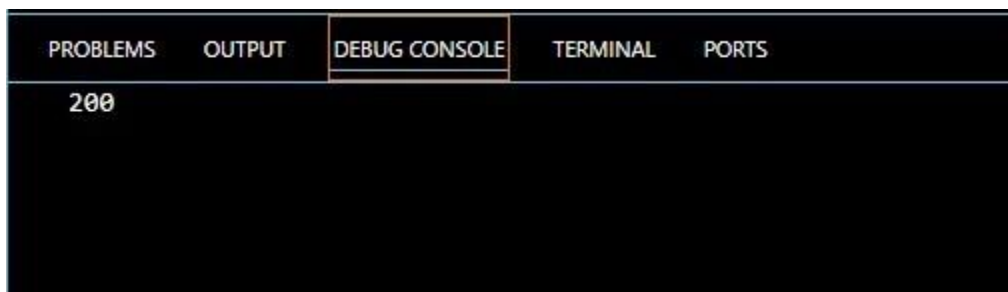 PROBLEMS OUTPUT DEBUG CONSOLE TERMINAL PORTS
200